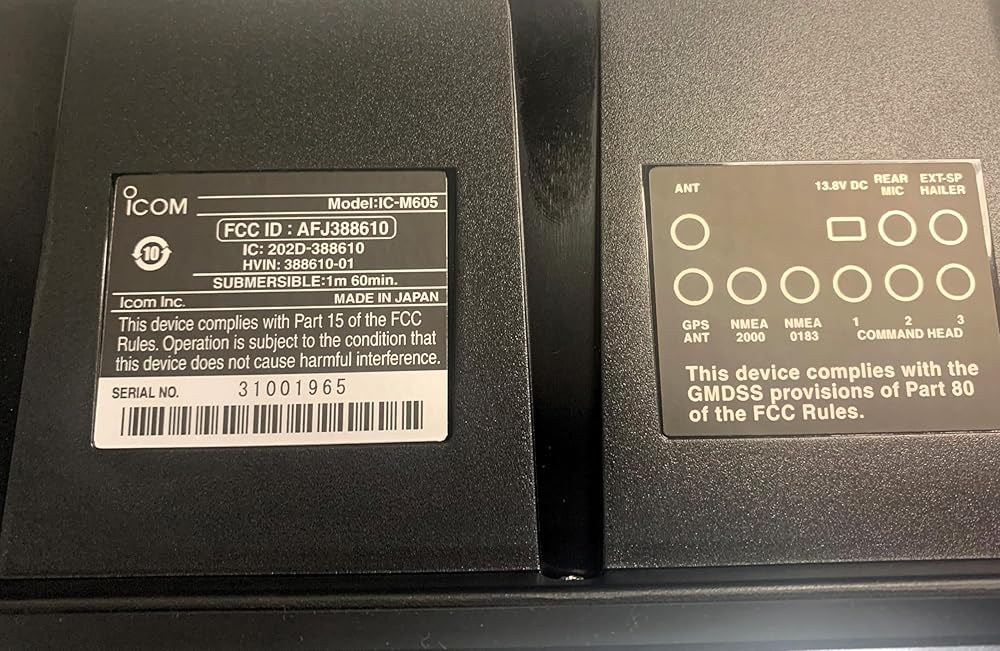 ICOM
Model:IC-M605
FCC ID : AFJ388610
10
IC: 202D-388610
HVIN: 388610-01
SUBMERSIBLE:1m 60min.
Icom Inc.
MADE IN JAPAN
This device complies with Part 15 of the FCC
Rules. Operation is subject to the condition that
this device does not cause harmful interference.
SERIAL NO. 31001965
ANT
13.8V DC
REAR
MIC
EXT-SP
HAILER
GPS
ANT
NMEA
2000
NMEA
0183
1 2 3
COMMAND HEAD
This device complies with the
GMDSS provisions of Part 80
of the FCC Rules.